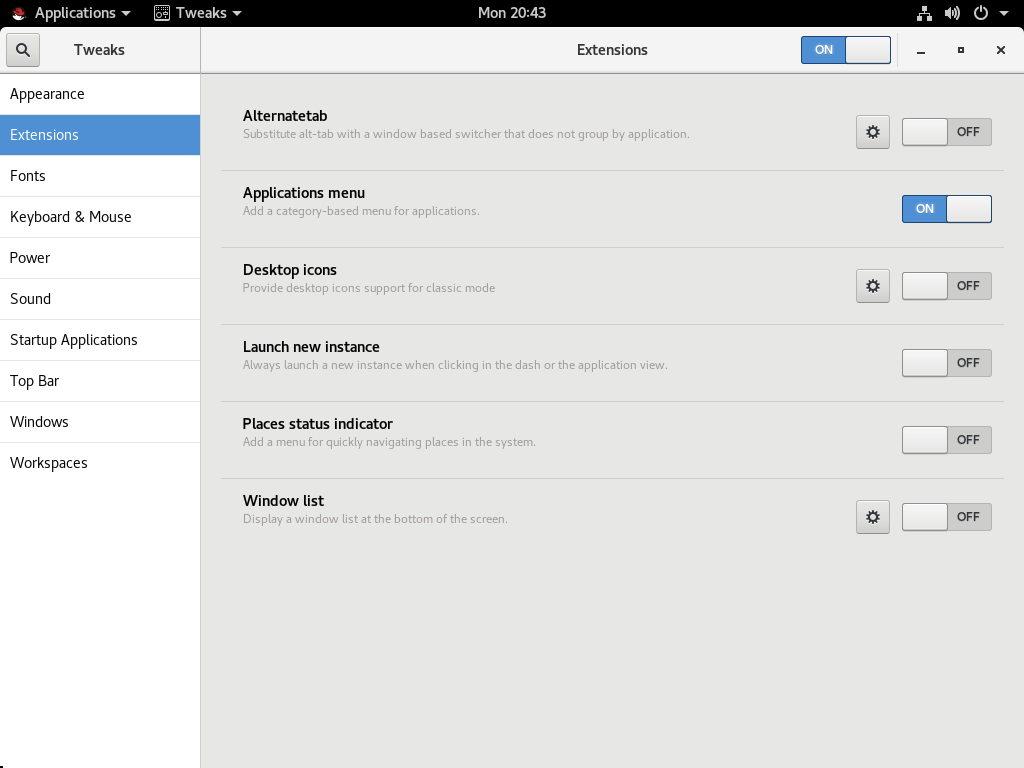 Applications Tweaks Mon 20:43
Tweaks Extensions ON
Appearance
Extensions
Fonts
Keyboard & Mouse
Power
Sound
Startup Applications
Top Bar
Windows
Workspaces
Alternatetab
Substitute alt-tab with a window based switcher that does not group by application.
OFF
Applications menu
Add a category-based menu for applications.
ON
Desktop icons
Provide desktop icons support for classic mode
OFF
Launch new instance
Always launch a new instance when clicking in the dash or the application view.
OFF
Places status indicator
Add a menu for quickly navigating places in the system.
OFF
Window list
Display a window list at the bottom of the screen.
OFF